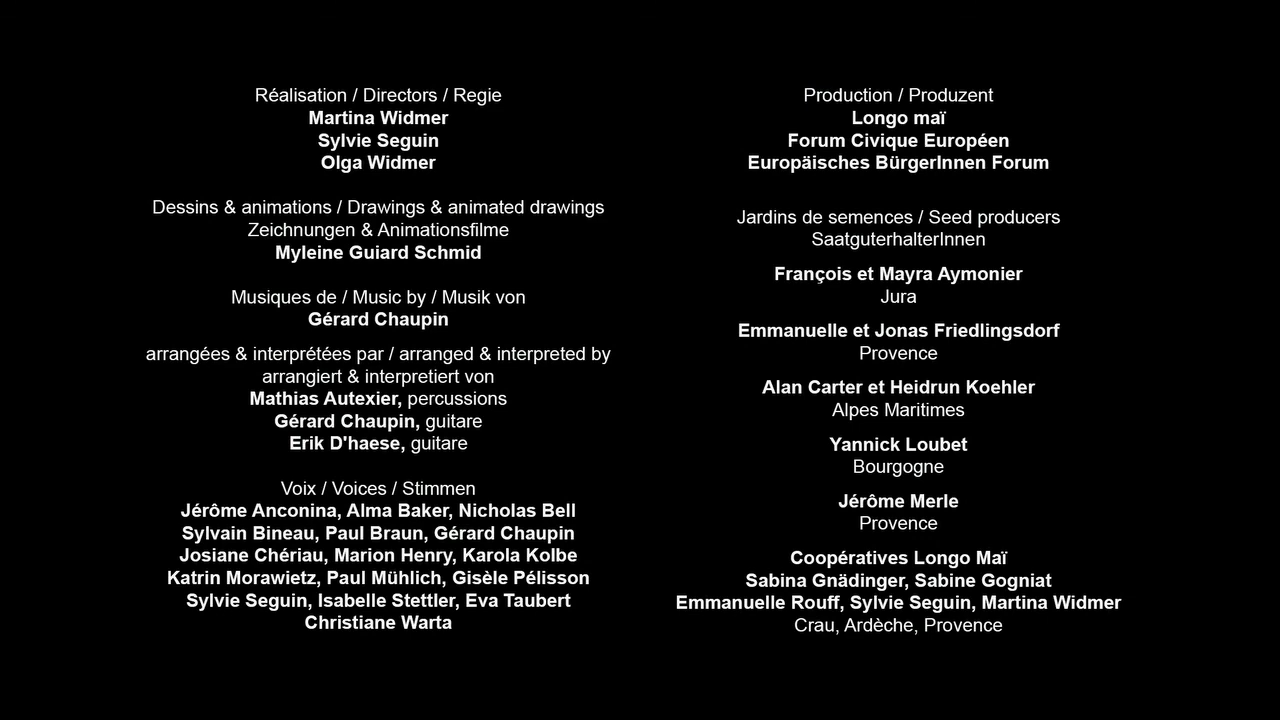 Réalisation / Directors / Regie
Martina Widmer
Sylvie Seguin
Olga Widmer
Dessins & animations / Drawings & animated drawings
Zeichnungen & Animationsfilme
Myleine Guiard Schmid
Musiques de / Music by / Musik von
Gérard Chaupin
arrangées & interprétées par / arranged & interpreted by
arrangiert & interpretiert von
Mathias Autexier, percussions
Gérard Chaupin, guitare
Erik D'haese, guitare
Voix / Voices / Stimmen
Jérôme Anconina, Alma Baker, Nicholas Bell
Sylvain Bineau, Paul Braun, Gérard Chaupin
Josiane Chériau, Marion Henry, Karola Kolbe
Katrin Morawietz, Paul Mühlich, Gisèle Pélisson
Sylvie Seguin, Isabelle Stettler, Eva Taubert
Christiane Warta
Production / Produzent
Longo maï
Forum Civique Européen
Europäisches BürgerInnen Forum
Jardins de semences / Seed producers
SaatguterhalterInnen
François et Mayra Aymonier
Jura
Emmanuelle et Jonas Friedlingsdorf
Provence
Alan Carter et Heidrun Koehler
Alpes Maritimes
Yannick Loubet
Bourgogne
Jérôme Merle
Provence
Coopératives Longo Maï
Sabina Gnädinger, Sabine Gogniat
Emmanuelle Rouff, Sylvie Seguin, Martina Widmer
Crau, Ardèche, Provence